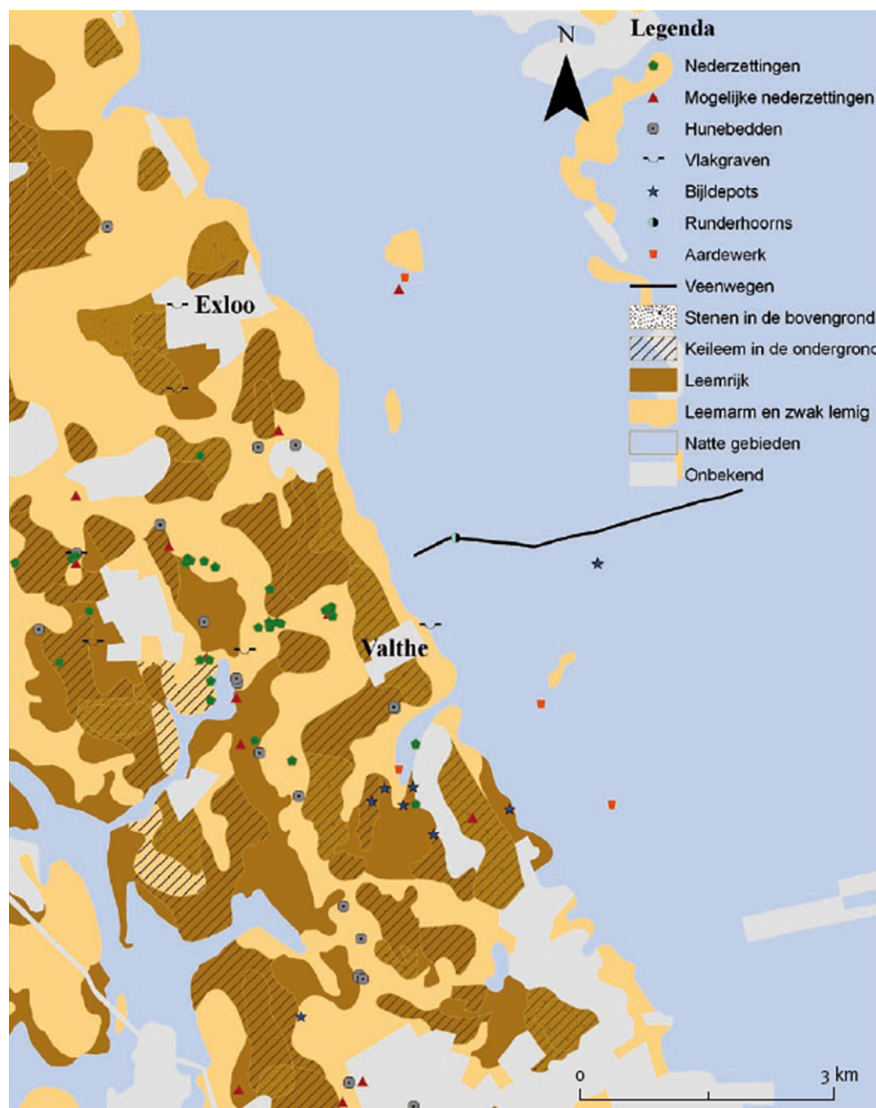 Legenda
N
Nederzettingen
Mogelijke nederzettingen
Hunebedden
Vlakgraven
Bijldepots
Runderhoorns
Aardewerk
Veenwegen
Stenen in de bovengrond
Keileem in de ondergrond
Leemrijk
Leemarm en zwak lemig
Natte gebieden
Onbekend
Exloo
Valthe
0 3 km